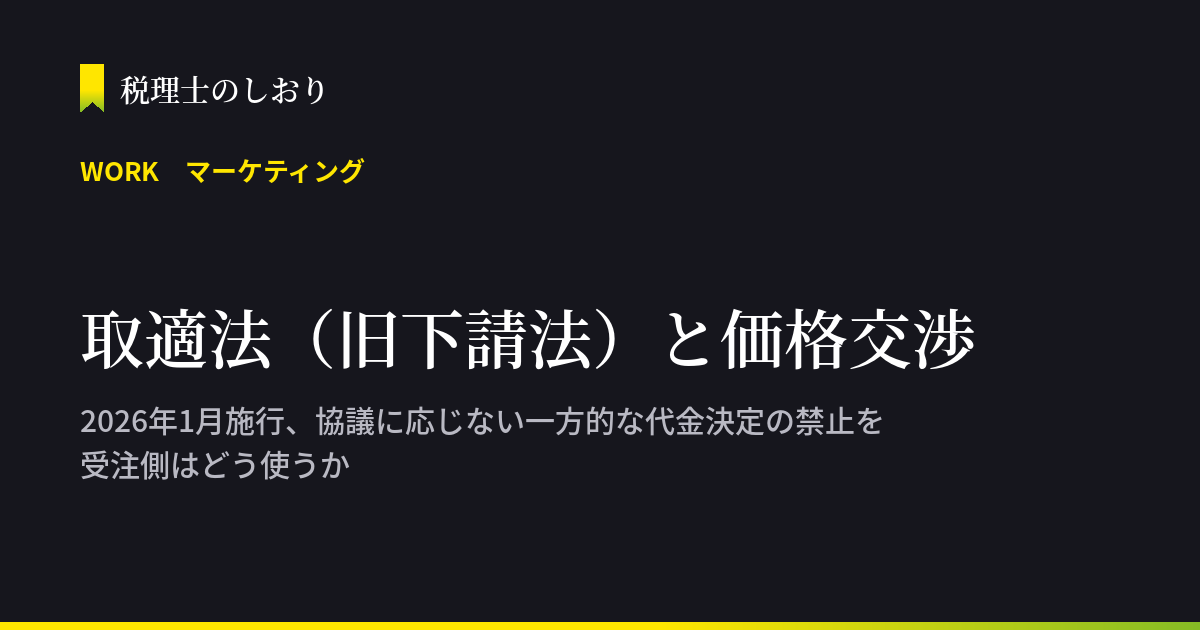 税理士のしおり
WORK　マーケティング
取適法（旧下請法）と価格交渉
2026年1月施行、協議に応じない一方的な代金決定の禁止を
受注側はどう使うか